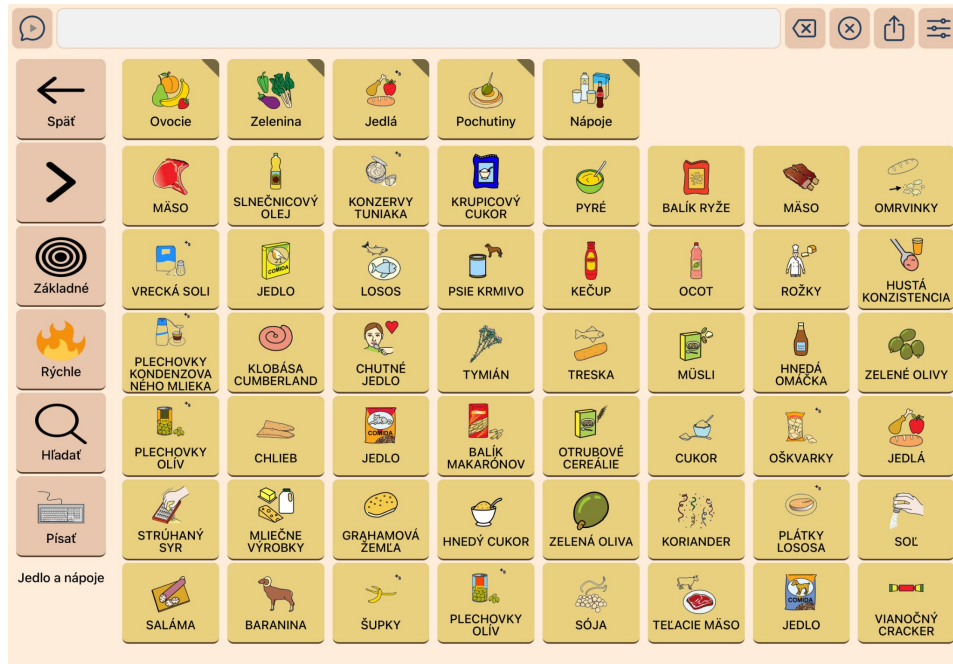 Späť
Ovocie
Zelenina
Jedlá
Pochutiny
Nápoje
MÄSO
SLNEČNICOVÝ
OLEJ
KONZERVY
TUNIAKA
KRUPICOVÝ
CUKOR
PYRÉ
BALÍK RYŽE
MÄSO
OMRVINKY
Základné
VRECKÁ SOLI
COMIDA
JEDLO
LOSOS
PSIE KRMIVO
KEČUP
OCOT
ROŽKY
HUSTÁ
KONZISTENCIA
Rýchle
PLECHOVKY
KONDENZOVA
NÉHO MLIEKA
KLOBÁSA
CUMBERLAND
CHUTNÉ
JEDLO
TYMIÁN
TRESKA
MÜSLI
HNEDÁ
OMÁČKA
ZELENÉ OLIVY
Hľadať
PLECHOVKY
OLÍV
CHLIEB
COMIDA
JEDLO
BALÍK
MAKARÓNOV
OTRUBOVÉ
CEREÁLIE
CUKOR
OŠKVARKY
JEDLÁ
Písať
STRÚHANÝ
SYR
MLIEČNE
VÝROBKY
GRAHAMOVÁ
ŽEMĽA
HNEDÝ CUKOR
ZELENÁ OLIVA
KORIANDER
PLÁTKY
LOSOSA
SOĽ
Jedlo a nápoje
SALÁMA
BARANINA
ŠUPKY
PLECHOVKY
OLÍV
SÓJA
TEĽACIE MÄSO
COMIDA
JEDLO
VIANOČNÝ
CRACKER